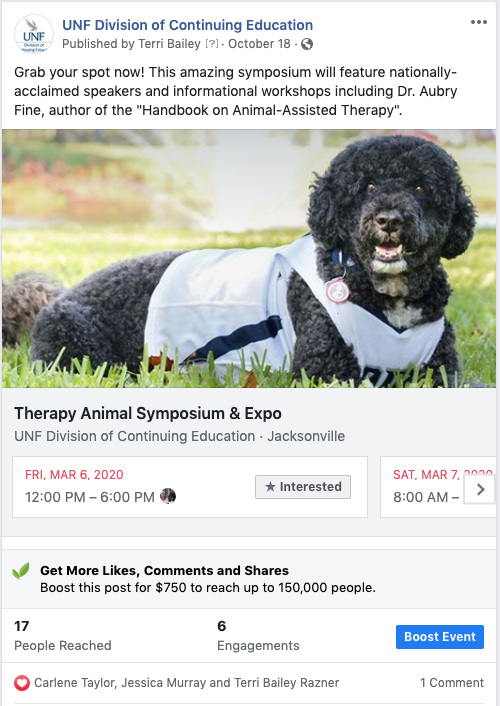 UNF
Division of
UNF Division of Continuing Education
Published by Terri Bailey [?] · October 18 ·
Grab your spot now! This amazing symposium will feature nationally-
acclaimed speakers and informational workshops including Dr. Aubry
Fine, author of the "Handbook on Animal-Assisted Therapy".
Therapy Animal Symposium & Expo
UNF Division of Continuing Education · Jacksonville
FRI, MAR 6, 2020
12:00 PM – 6:00 PM
★ Interested
SAT, MAR 7, 2020
8:00 AM –
Get More Likes, Comments and Shares
Boost this post for $750 to reach up to 150,000 people.
17
People Reached
6
Engagements
Boost Event
Carlene Taylor, Jessica Murray and Terri Bailey Razner
1 Comment